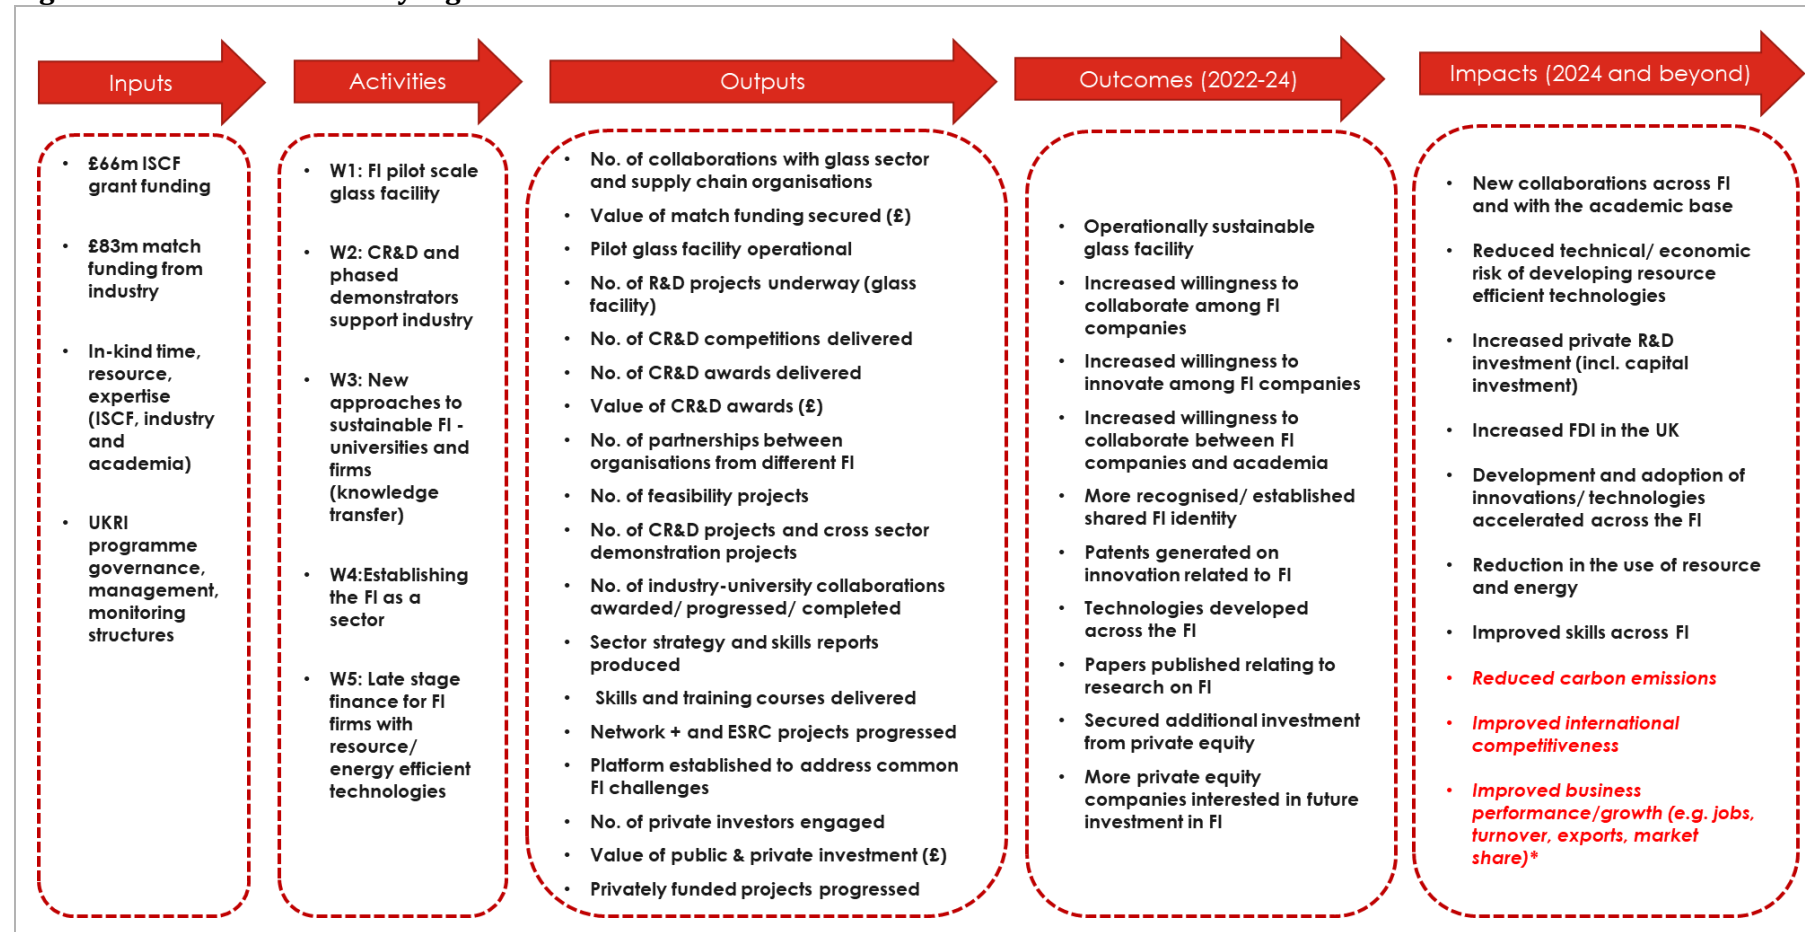 Inputs
£66m ISCF
grant funding
£83m match
funding from
industry
In-kind time,
resource,
expertise
(ISCF, industry
and
academia)
UKRI
programme
governance,
management,
monitoring
structures
Activities
W1: FI pilot scale
glass facility
W2: CR&D and
phased
demonstrators
support industry
W3: New
approaches to
sustainable FI -
universities and
firms
(knowledge
transfer)
W4:Establishing
the FI as a
sector
W5: Late stage
finance for FI
firms with
resource/
energy efficient
technologies
Outputs
No. of collaborations with glass sector
and supply chain organisations
Value of match funding secured (£)
Pilot glass facility operational
No. of R&D projects underway (glass
facility)
No. of CR&D competitions delivered
No. of CR&D awards delivered
Value of CR&D awards (£)
No. of partnerships between
organisations from different FI
No. of feasibility projects
No. of CR&D projects and cross sector
demonstration projects
No. of industry-university collaborations
awarded/ progressed/ completed
Sector strategy and skills reports
produced
Skills and training courses delivered
Network + and ESRC projects progressed
Platform established to address common
FI challenges
No. of private investors engaged
Value of public & private investment (£)
Privately funded projects progressed
Outcomes (2022-24)
Operationally sustainable
glass facility
Increased willingness to
collaborate among FI
companies
Increased willingness to
innovate among FI companies
Increased willingness to
collaborate between FI
companies and academia
More recognised/ established
shared FI identity
Patents generated on
innovation related to FI
Technologies developed
across the FI
Papers published relating to
research on FI
Secured additional investment
from private equity
More private equity
companies interested in future
investment in FI
Impacts (2024 and beyond)
New collaborations across FI
and with the academic base
Reduced technical/ economic
risk of developing resource
efficient technologies
Increased private R&D
investment (incl. capital
investment)
Increased FDI in the UK
Development and adoption of
innovations/ technologies
accelerated across the FI
Reduction in the use of resource
and energy
Improved skills across FI
Reduced carbon emissions
Improved international
competitiveness
Improved business
performance/growth (e.g. jobs,
turnover, exports, market
share)*